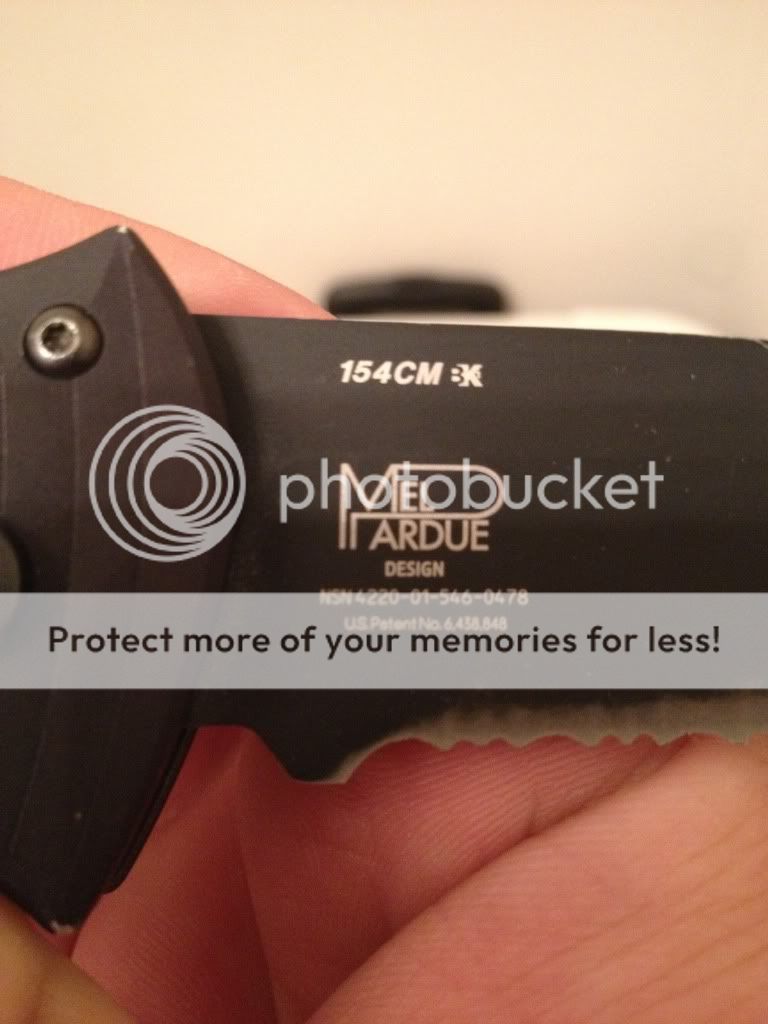 154CM BK
MEL
PARDUE
DESIGN
photobucket
NSN 4220-01-546-0478
U.S. Patent No. 6,438,848
Protect more of your memories for less!